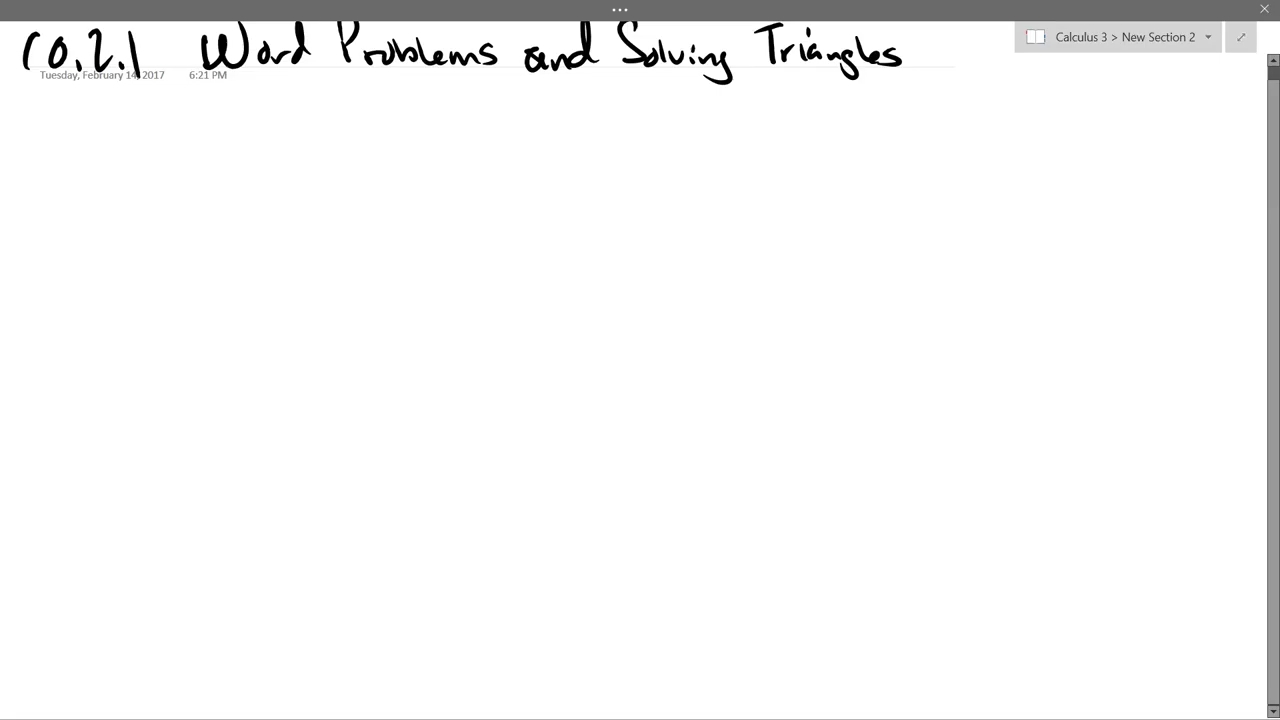 10.2.1 Word Problems and Solving Triangles
Calculus 3 > New Section 2
Tuesday, February 14, 2017 6:21 PM